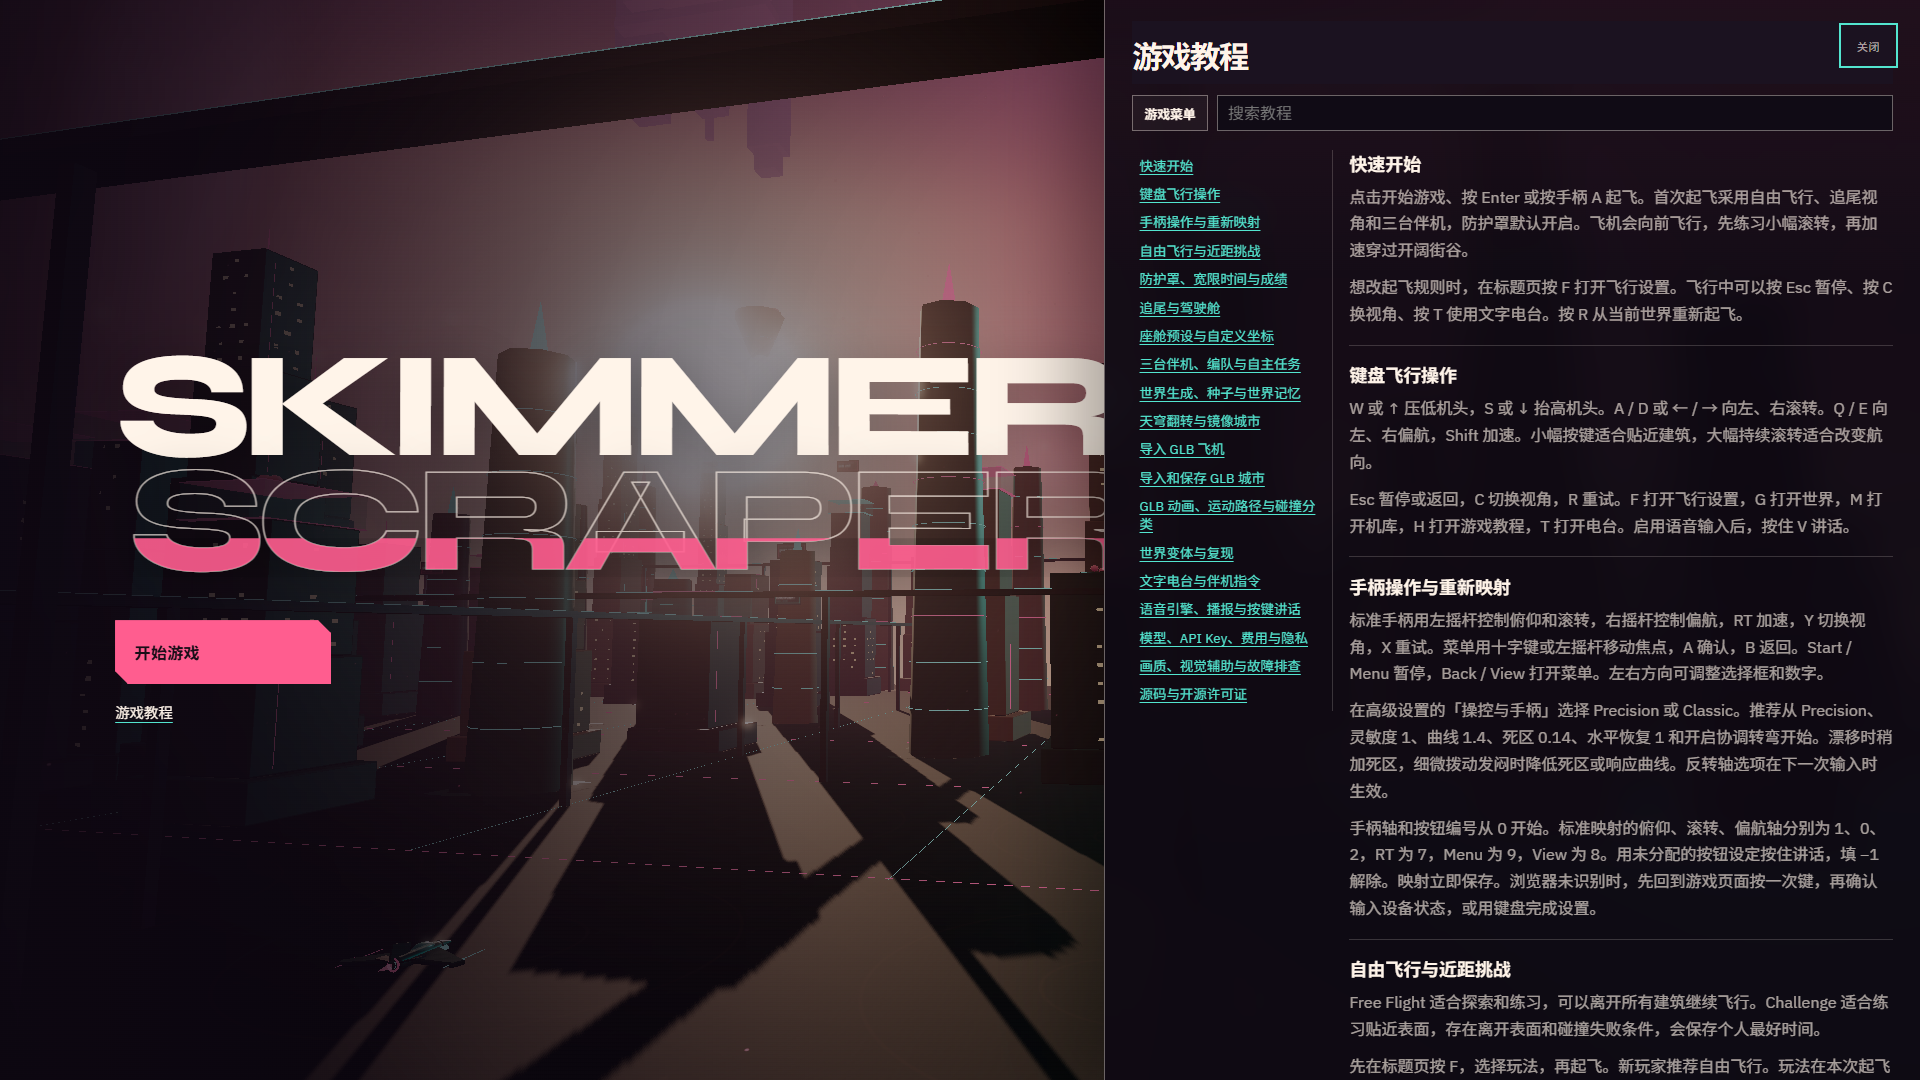 SKIMMER
SCRAPER
开始游戏
游戏教程
游戏教程
关闭
游戏菜单
搜索教程
快速开始
键盘飞行操作
手柄操作与重新映射
自由飞行与近距挑战
防护罩、宽限时间与成绩
追尾与驾驶舱
座舱预设与自定义坐标
三台伴机、编队与自主任务
世界生成、种子与世界记忆
天穹翻转与镜像城市
导入 GLB 飞机
导入和保存 GLB 城市
GLB 动画、运动路径与碰撞分
类
世界变体与复现
文字电台与伴机指令
语音引擎、播报与按键讲话
模型、API Key、费用与隐私
画质、视觉辅助与故障排查
源码与开源许可证
快速开始
点击开始游戏、按 Enter 或按手柄 A 起飞。首次起飞采用自由飞行、追尾视
角和三台伴机，防护罩默认开启。飞机会向前飞行，先练习小幅滚转，再加
速穿过开阔街谷。
想改起飞规则时，在标题页按 F 打开飞行设置。飞行中可以按 Esc 暂停、按 C
换视角、按 T 使用文字电台。按 R 从当前世界重新起飞。
键盘飞行操作
W 或 ↑ 压低机头，S 或 ↓ 抬高机头。A / D 或 ← / → 向左、右滚转。Q / E 向
左、右偏航，Shift 加速。小幅按键适合贴近建筑，大幅持续滚转适合改变航
向。
Esc 暂停或返回，C 切换视角，R 重试。F 打开飞行设置，G 打开世界，M 打
开机库，H 打开游戏教程，T 打开电台。启用语音输入后，按住 V 讲话。
手柄操作与重新映射
标准手柄用左摇杆控制俯仰和滚转，右摇杆控制偏航，RT 加速，Y 切换视
角，X 重试。菜单用十字键或左摇杆移动焦点，A 确认，B 返回。Start /
Menu 暂停，Back / View 打开菜单。左右方向可调整选择框和数字。
在高级设置的「操控与手柄」选择 Precision 或 Classic。推荐从 Precision、
灵敏度 1、曲线 1.4、死区 0.14、水平恢复 1 和开启协调转弯开始。漂移时稍
加死区，细微拨动发闷时降低死区或响应曲线。反转轴选项在下一次输入时
生效。
手柄轴和按钮编号从 0 开始。标准映射的俯仰、滚转、偏航轴分别为 1、0、
2，RT 为 7，Menu 为 9，View 为 8。用未分配的按钮设定按住讲话，填 –1
解除。映射立即保存。浏览器未识别时，先回到游戏页面按一次键，再确认
输入设备状态，或用键盘完成设置。
自由飞行与近距挑战
Free Flight 适合探索和练习，可以离开所有建筑继续飞行。Challenge 适合练
习贴近表面，存在离开表面和碰撞失败条件，会保存个人最好时间。
先在标题页按 F，选择玩法，再起飞。新玩家推荐自由飞行。玩法在本次起飞